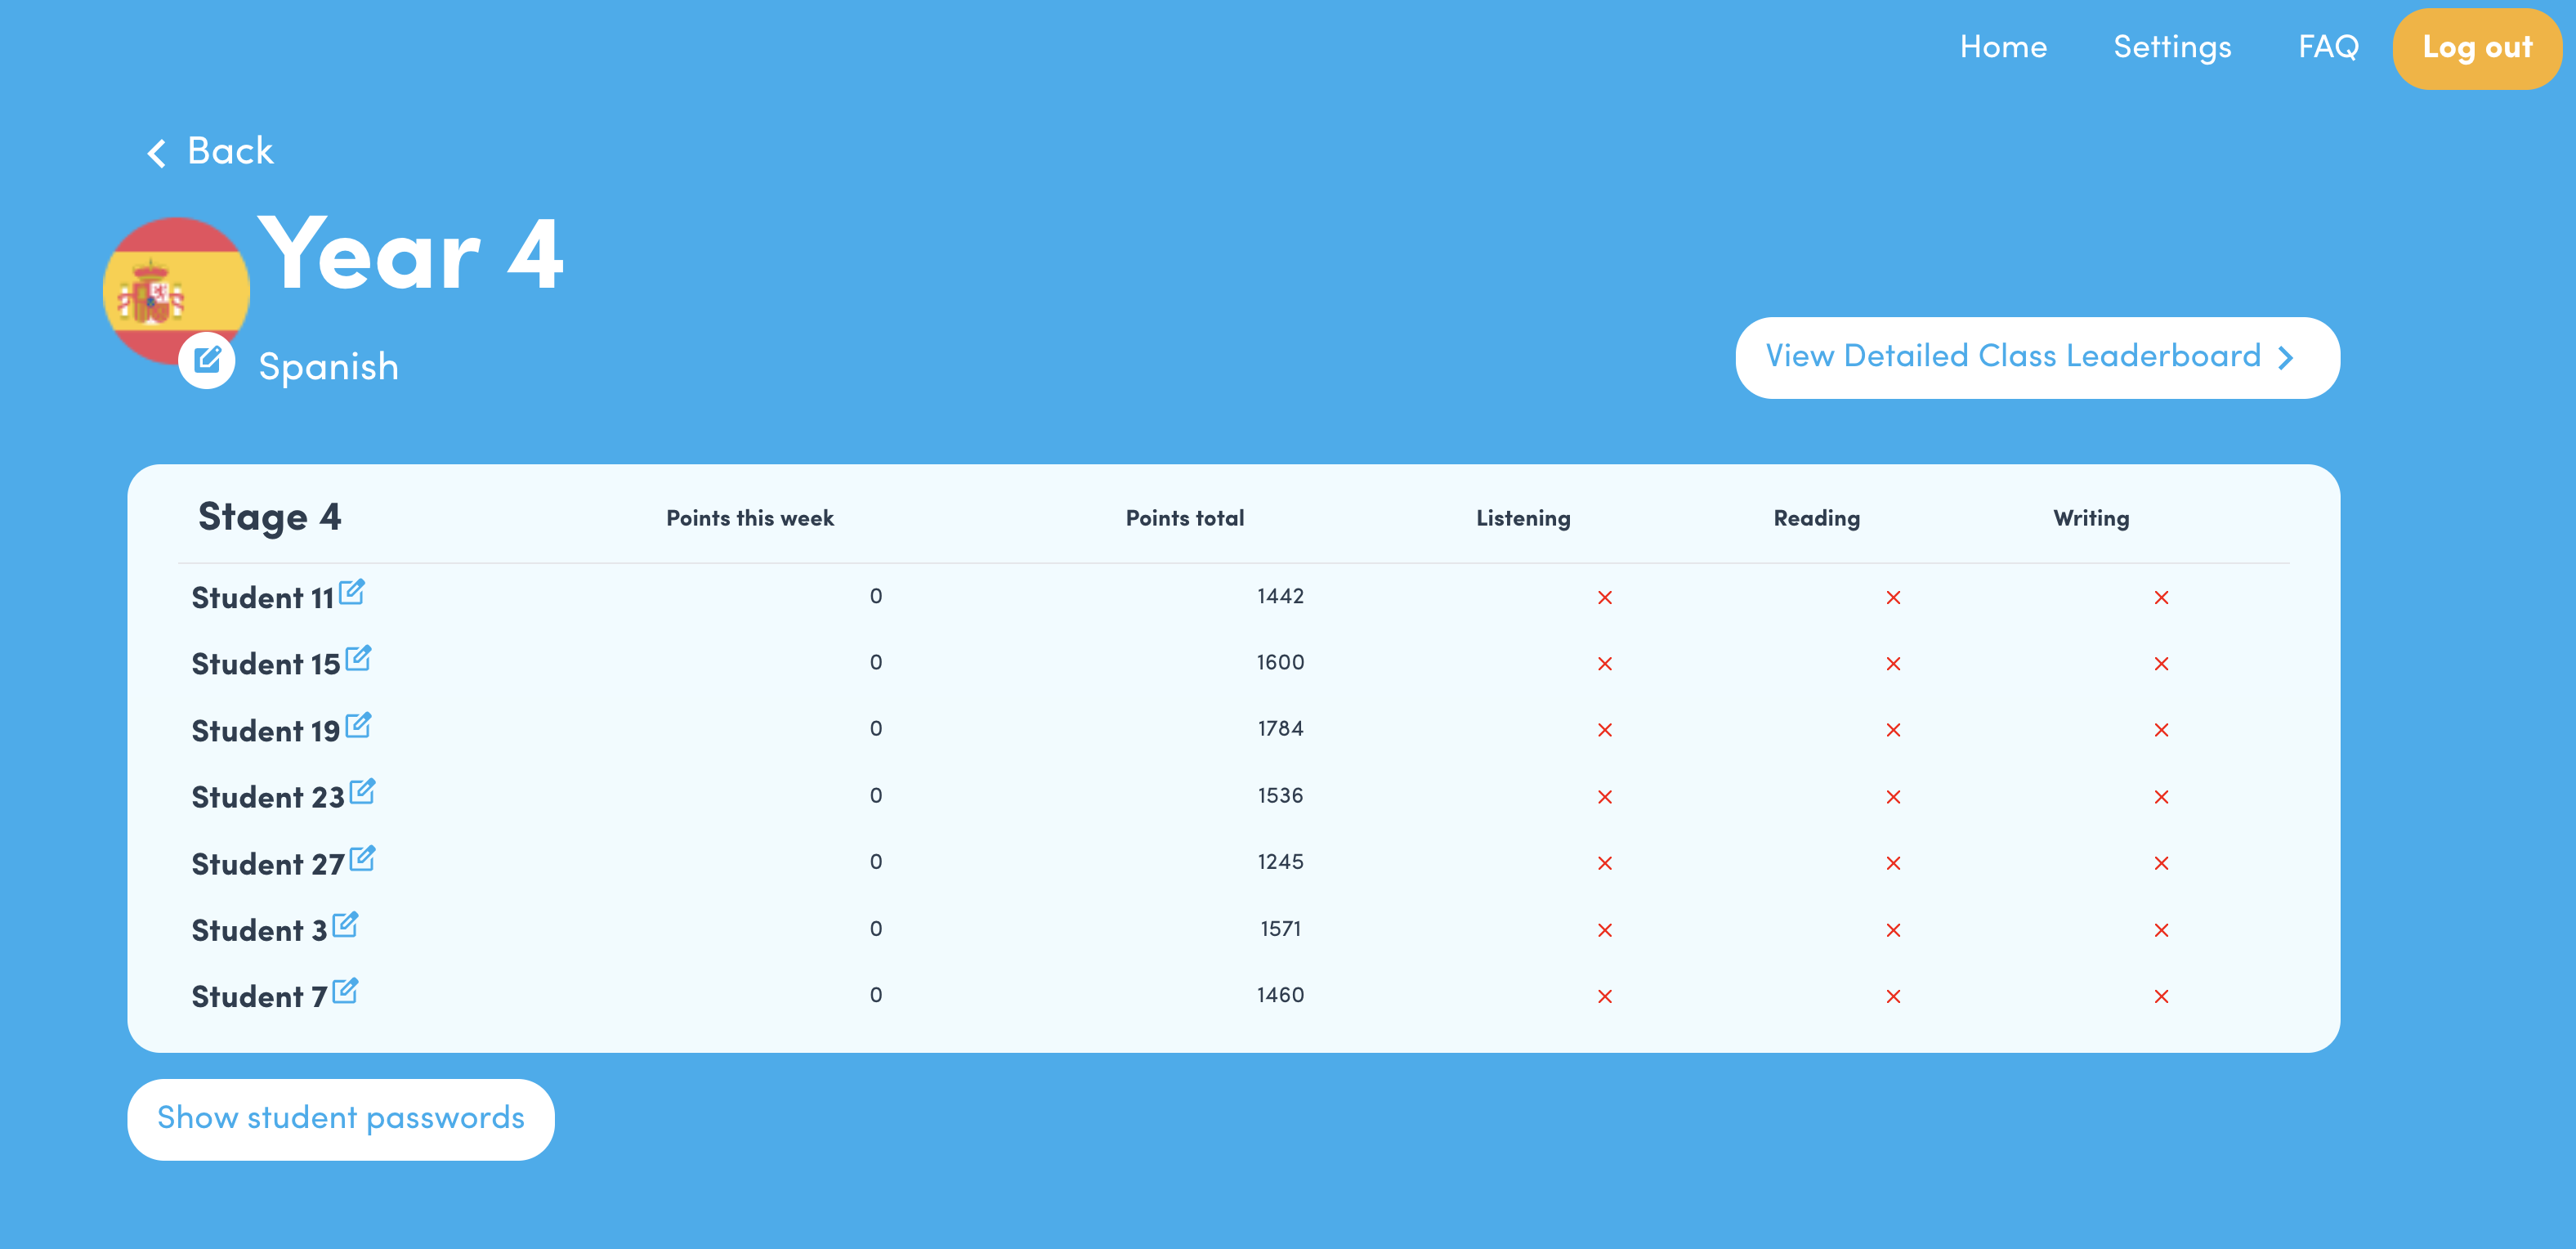 Home Settings FAQ Log out
Back
Year 4
Spanish
View Detailed Class Leaderboard
Stage 4 Points this week Points total Listening Reading Writing
Student 11 0 1442
Student 15 0 1600
Student 19 0 1784
Student 23 0 1536
Student 27 0 1245
Student 3 0 1571
Student 7 0 1460
Show student passwords